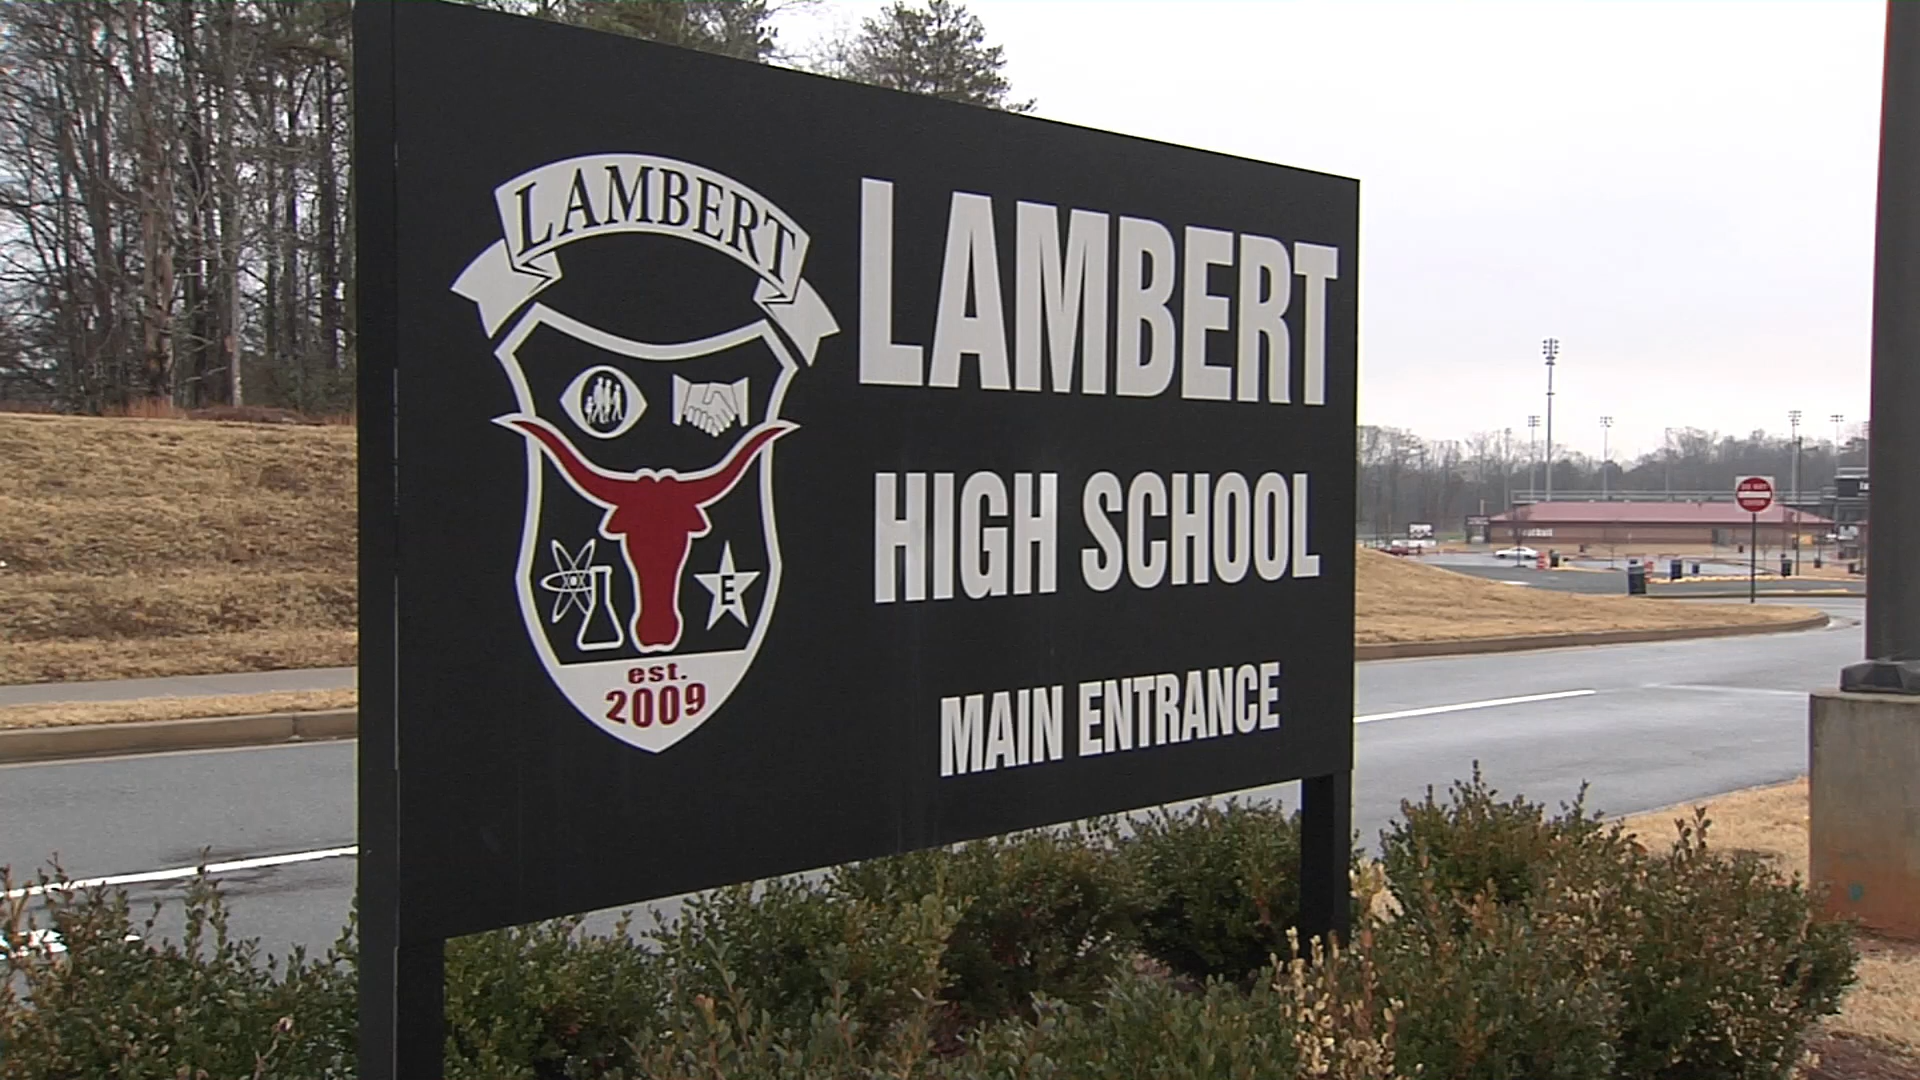 LAMBERT
E
est.
2009
LAMBERT
HIGH SCHOOL
MAIN ENTRANCE